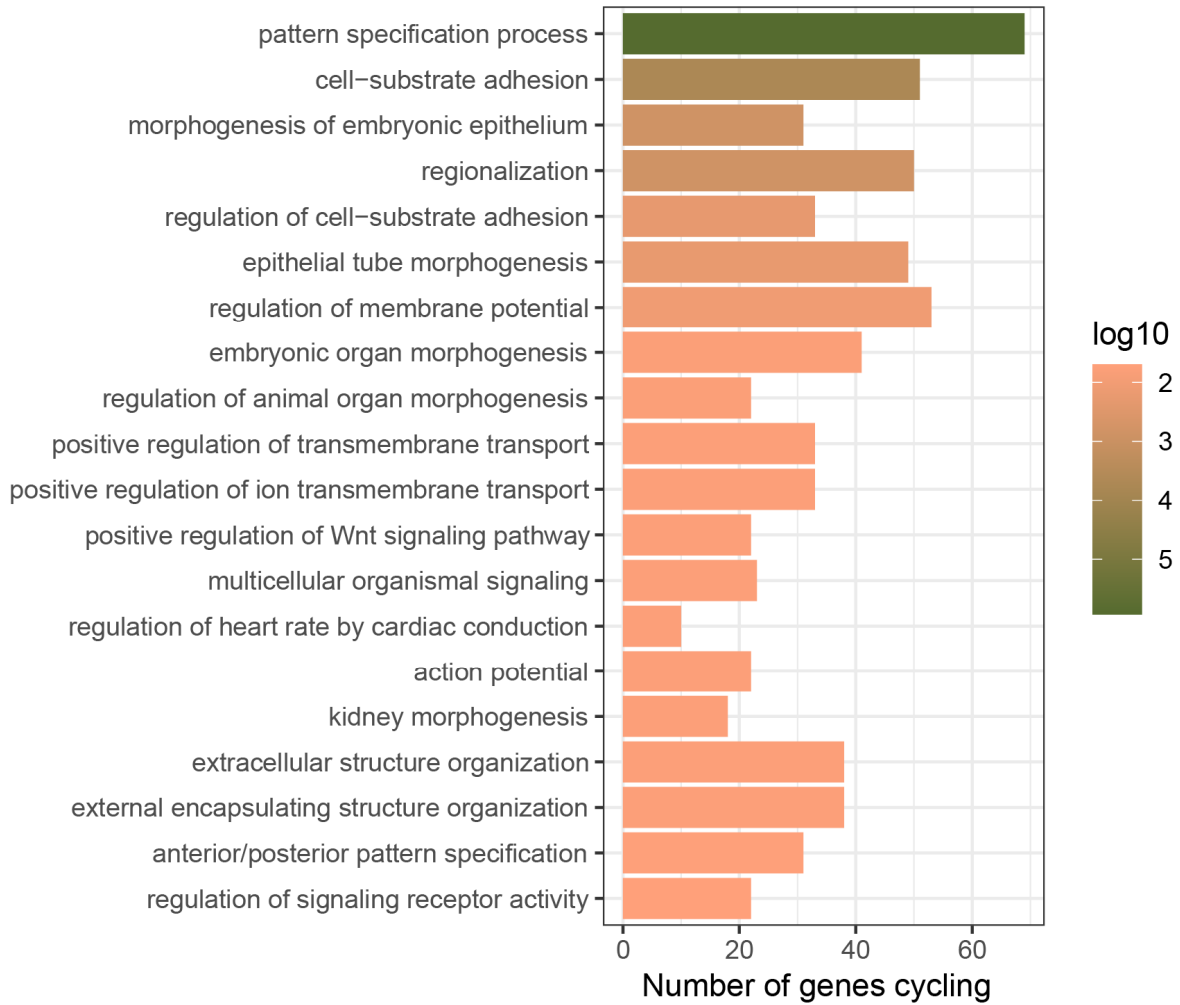 pattern specification process
cell−substrate adhesion
morphogenesis of embryonic epithelium
regionalization
regulation of cell−substrate adhesion
epithelial tube morphogenesis
regulation of membrane potential
embryonic organ morphogenesis
regulation of animal organ morphogenesis
positive regulation of transmembrane transport
positive regulation of ion transmembrane transport
positive regulation of Wnt signaling pathway
multicellular organismal signaling
regulation of heart rate by cardiac conduction
action potential
kidney morphogenesis
extracellular structure organization
external encapsulating structure organization
anterior/posterior pattern specification
regulation of signaling receptor activity
0 20 40 60
Number of genes cycling
log10
2
3
4
5